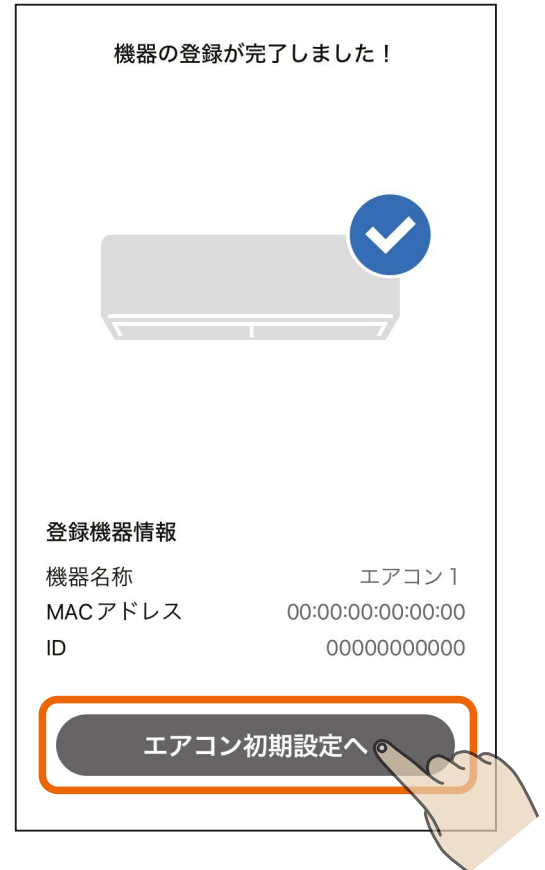 機器の登録が完了しました！
登録機器情報
機器名称 エアコン 1
MACアドレス 00:00:00:00:00:00
ID 00000000000
エアコン初期設定へ